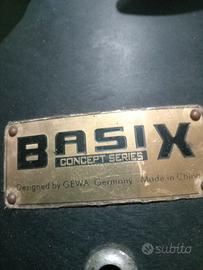 BASIX
CONCEPT SERIES
Designed by GEWA, Germany · Made in China
subito